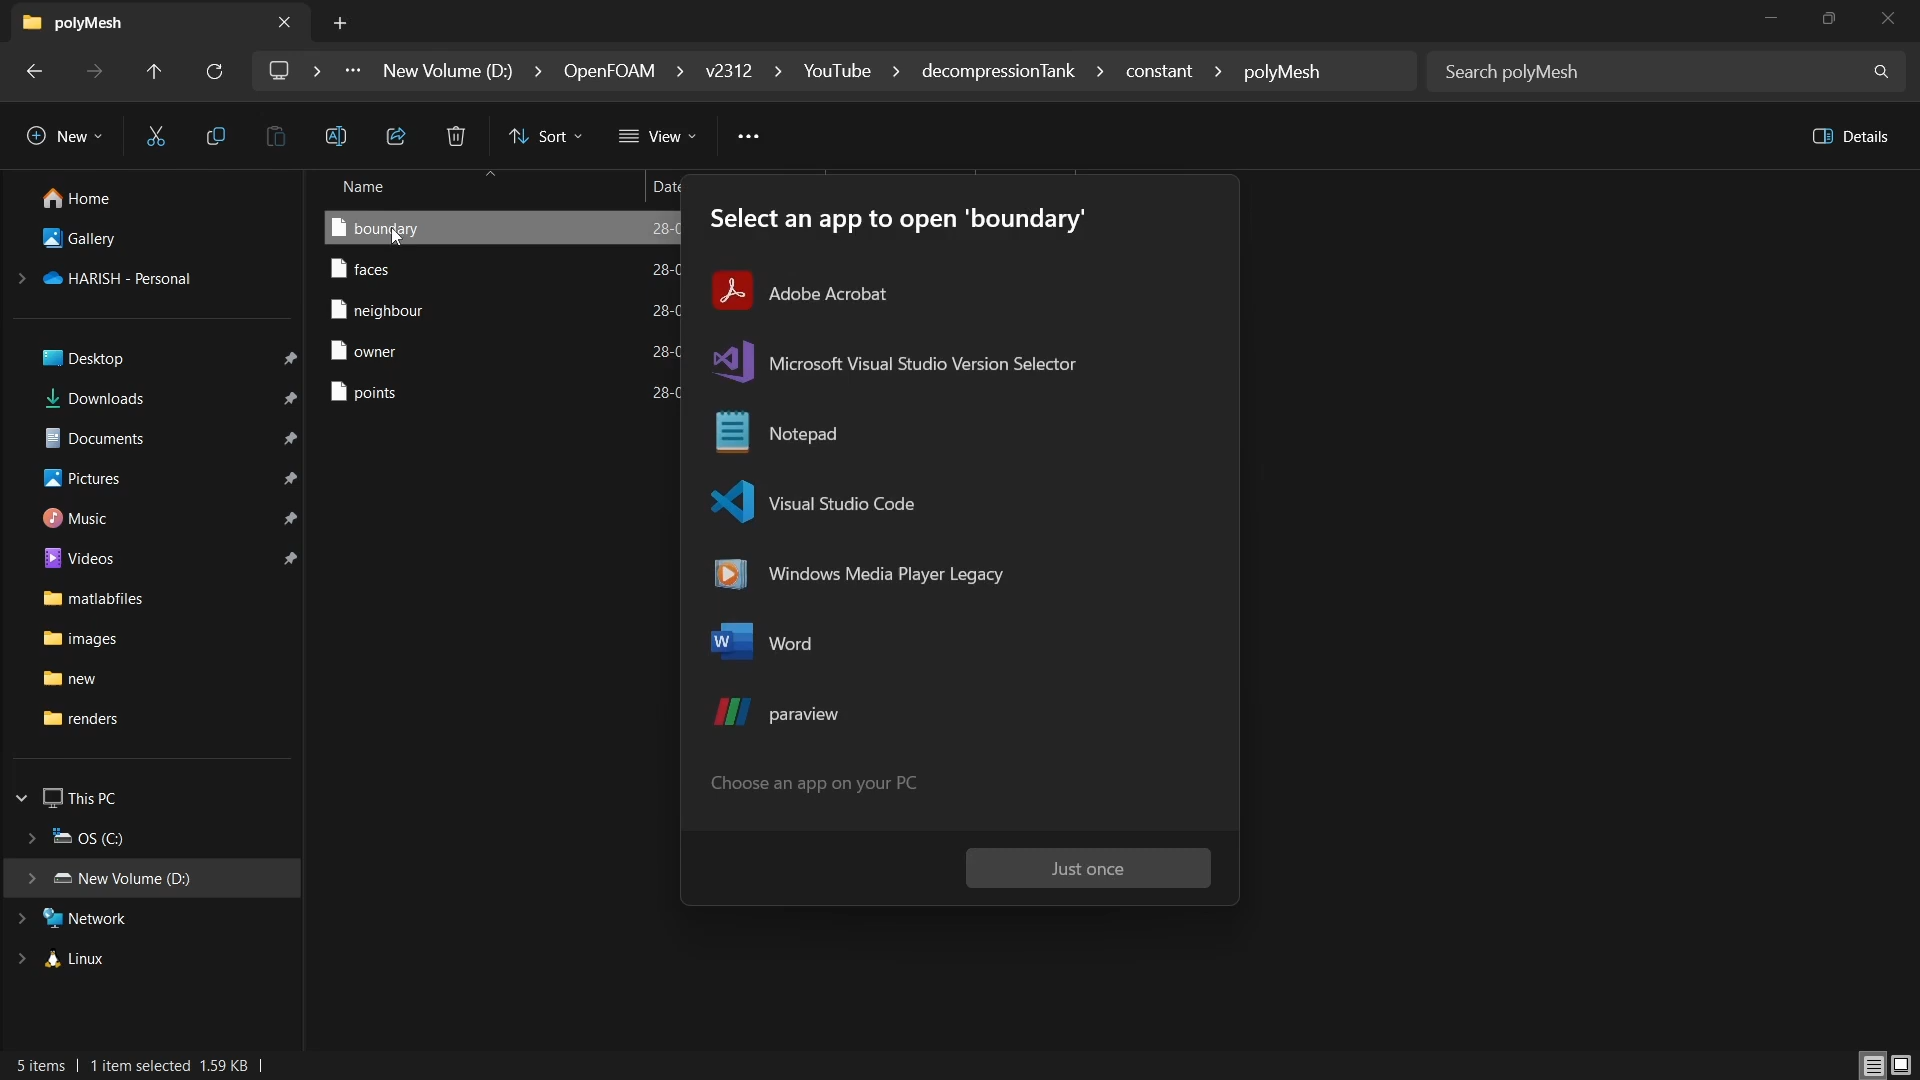 polyMesh
New Volume (D:) OpenFOAM v2312 YouTube decompressionTank constant polyMesh
Search polyMesh
New
Sort
View
Details
Home
Gallery
HARISH - Personal
Desktop
Downloads
Documents
Pictures
Music
Videos
matlabfiles
images
new
renders
This PC
OS (C:)
New Volume (D:)
Network
Linux
Name
boundary
faces
neighbour
owner
points
Select an app to open 'boundary'
Adobe Acrobat
Microsoft Visual Studio Version Selector
Notepad
Visual Studio Code
Windows Media Player Legacy
Word
paraview
Choose an app on your PC
Just once
5 items 1 item selected 1.59 KB